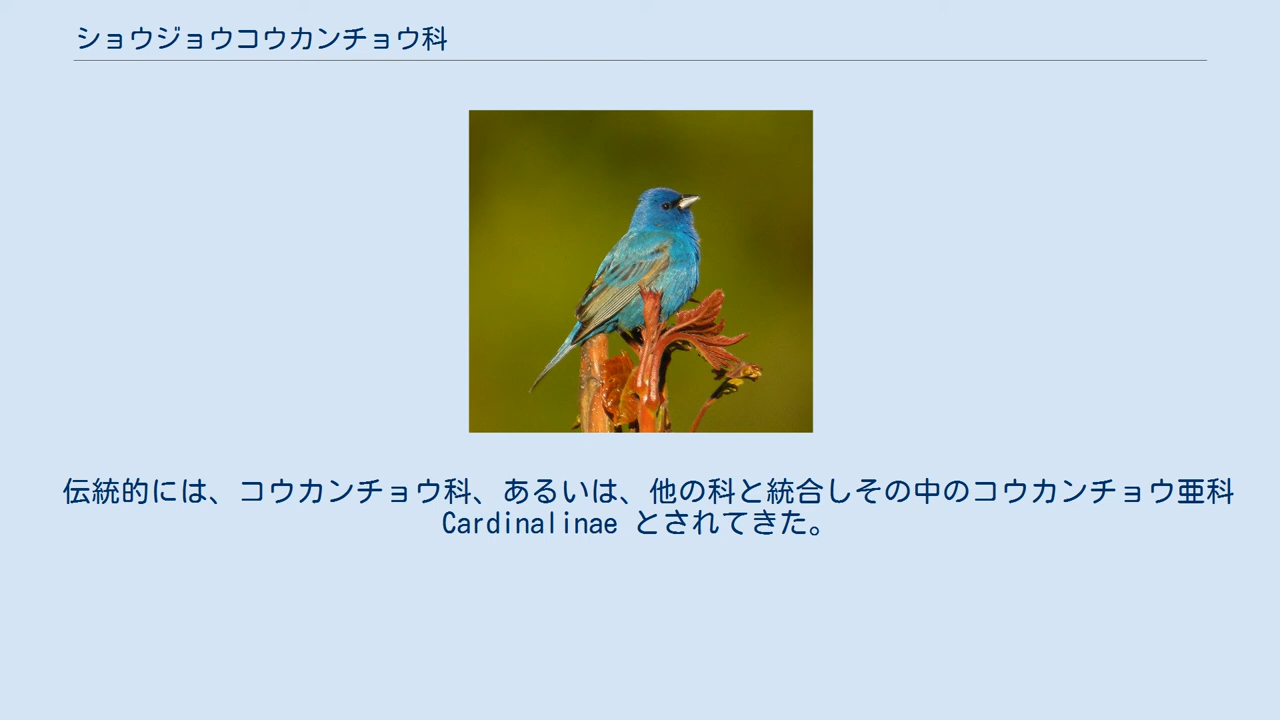 ショウジョウコウカンチョウ科
伝統的には、コウカンチョウ科、あるいは、他の科と統合しその中のコウカンチョウ亜科
Cardinalinae とされてきた。